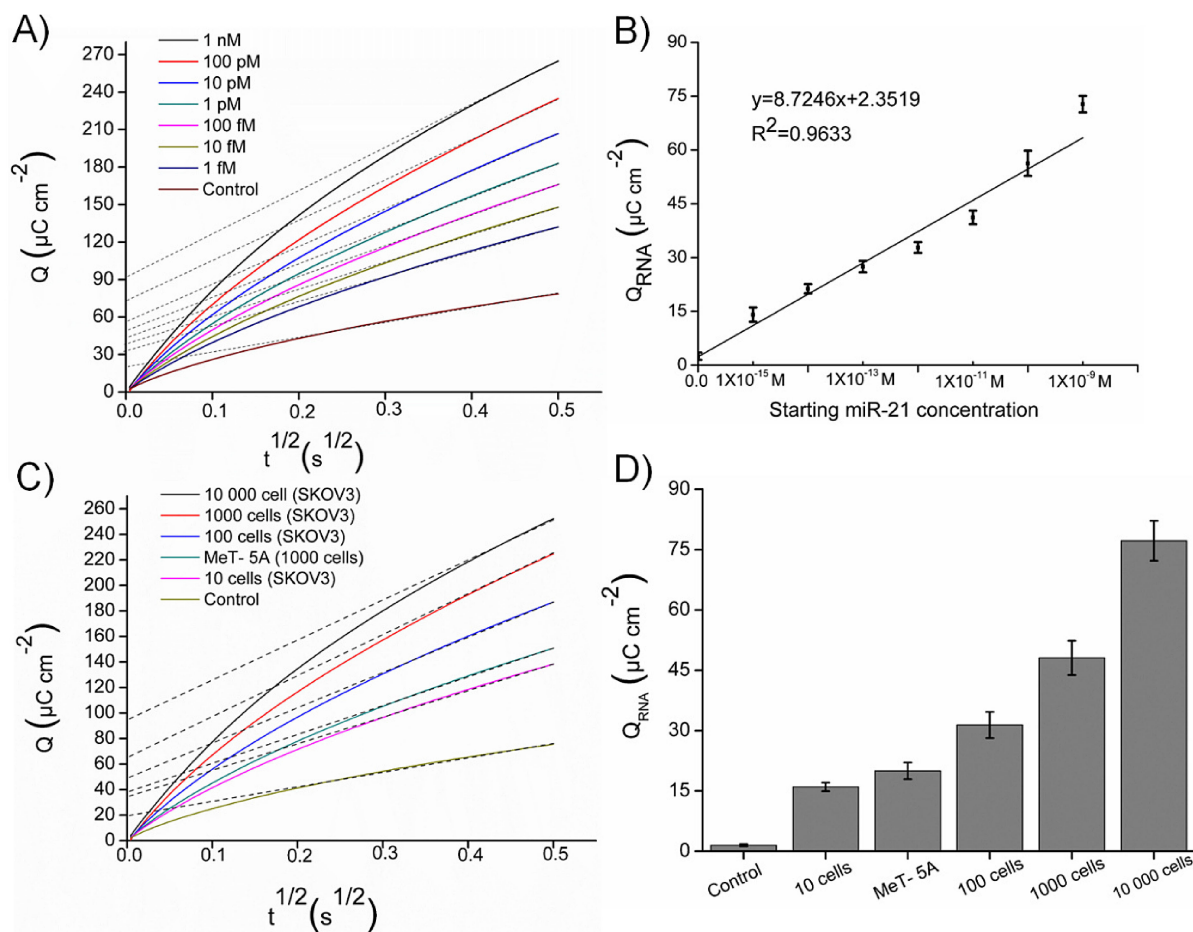 A)
1 nM
100 pM
10 pM
1 pM
100 fM
10 fM
1 fM
Control
270
240
210
180
150
120
90
60
30
0
Q (µC cm-2)
0.0 0.1 0.2 0.3 0.4 0.5
t1/2(s1/2)
B)
y=8.7246x+2.3519
R2=0.9633
90
75
60
45
30
15
0
QRNA (µC cm-2)
0.0 1X10-15M 1X10-13M 1X10-11M 1X10-9M
Starting miR-21 concentration
C)
10 000 cell (SKOV3)
1000 cells (SKOV3)
100 cells (SKOV3)
MeT- 5A (1000 cells)
10 cells (SKOV3)
Control
260
240
220
200
180
160
140
120
100
80
60
40
20
0
Q (µC cm-2)
0.0 0.1 0.2 0.3 0.4 0.5
t1/2(s1/2)
D)
90
75
60
45
30
15
0
QRNA (µC cm-2)
Control 10 cells MeT- 5A 100 cells 1000 cells 10 000 cells